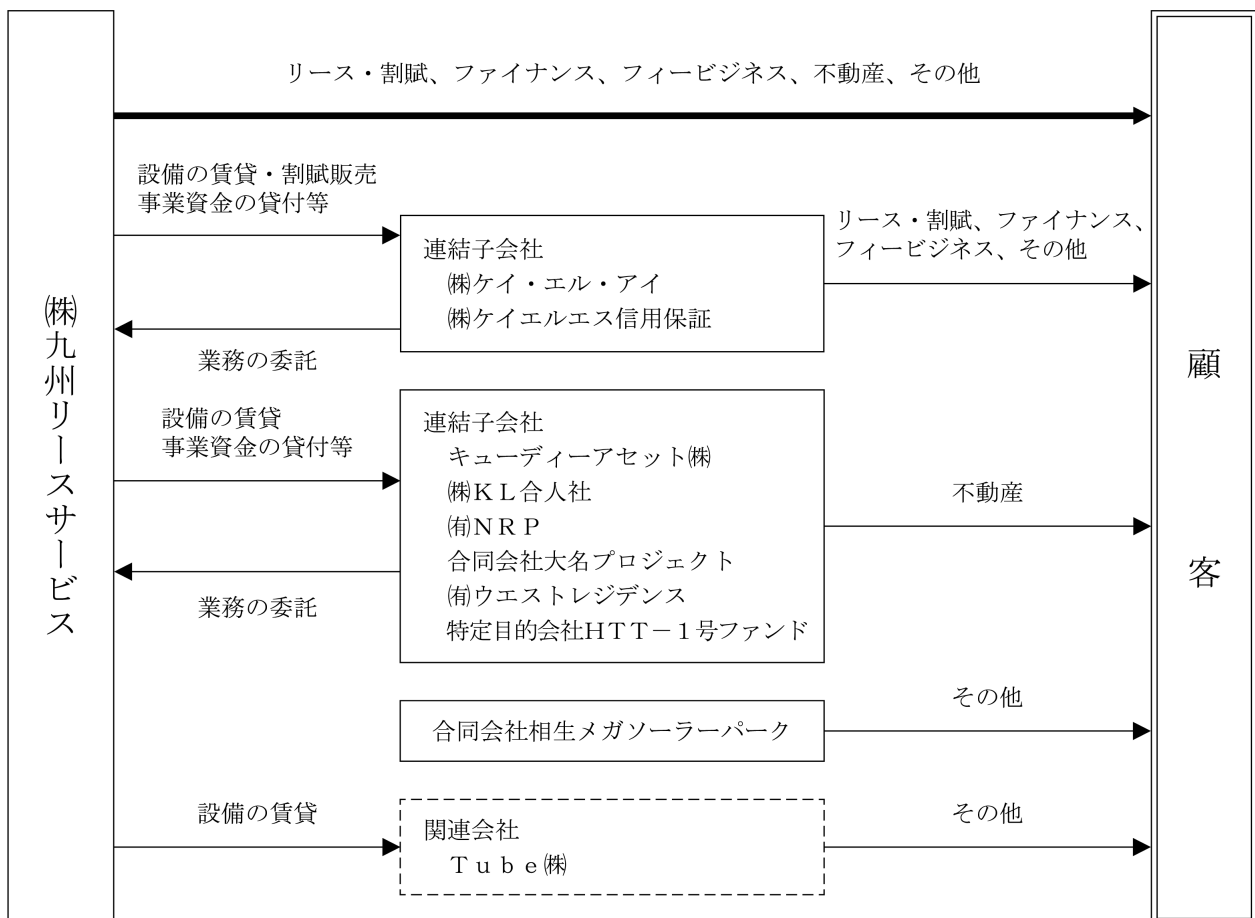 ㈱九州リースサービス
リース・割賦、ファイナンス、フィービジネス、不動産、その他
設備の賃貸・割賦販売
事業資金の貸付等
連結子会社
㈱ケイ・エル・アイ
㈱ケイエルエス信用保証
リース・割賦、ファイナンス、
フィービジネス、その他
業務の委託
設備の賃貸
事業資金の貸付等
連結子会社
キューディーアセット㈱
㈱ＫＬ合人社
㈲ＮＲＰ
合同会社大名プロジェクト
㈲ウエストレジデンス
特定目的会社ＨＴＴ－１号ファンド
不動産
業務の委託
合同会社相生メガソーラーパーク
その他
設備の賃貸
関連会社
Ｔｕｂｅ㈱
その他
顧客